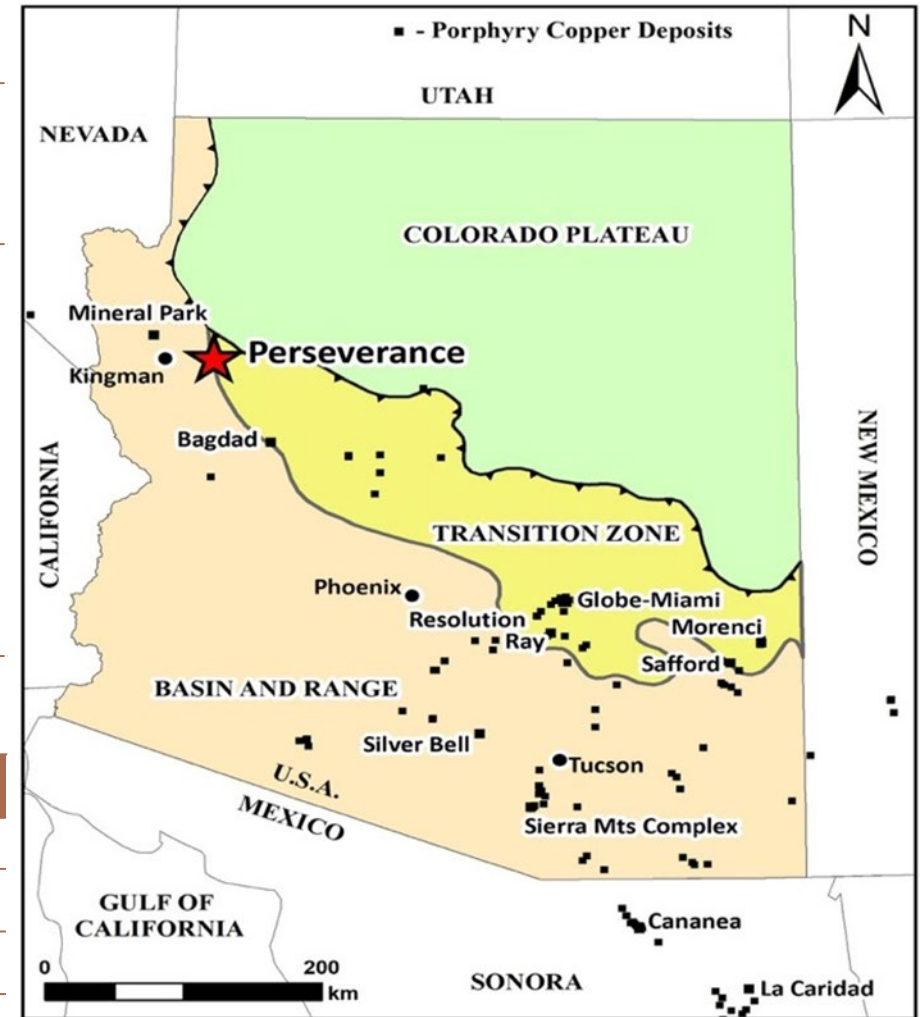 ■ - Porphyry Copper Deposits
N
UTAH
NEVADA
COLORADO PLATEAU
Mineral Park
Perseverance
Kingman
Bagdad
CALIFORNIA
NEW MEXICO
TRANSITION ZONE
Phoenix
Globe-Miami
Resolution
Morenci
Ray
Safford
BASIN AND RANGE
Silver Bell
Tucson
U.S.A.
MEXICO
Sierra Mts Complex
GULF OF
CALIFORNIA
Cananea
0 200
km
SONORA
La Caridad